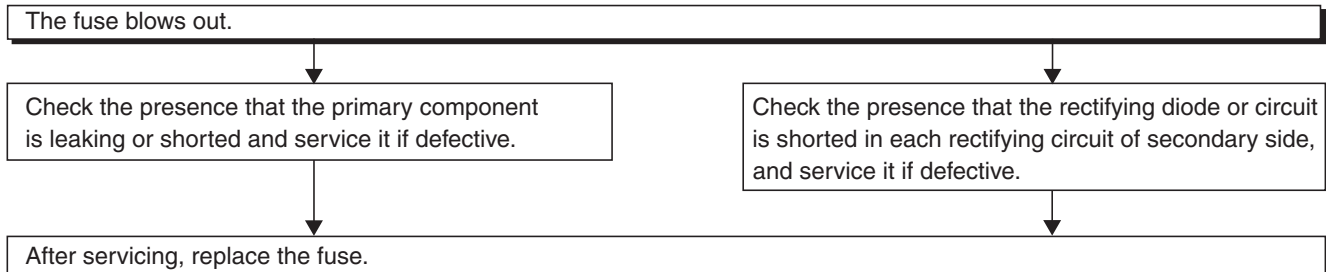 The fuse blows out.
Check the presence that the primary component
is leaking or shorted and service it if defective.
Check the presence that the rectifying diode or circuit
is shorted in each rectifying circuit of secondary side,
and service it if defective.
After servicing, replace the fuse.